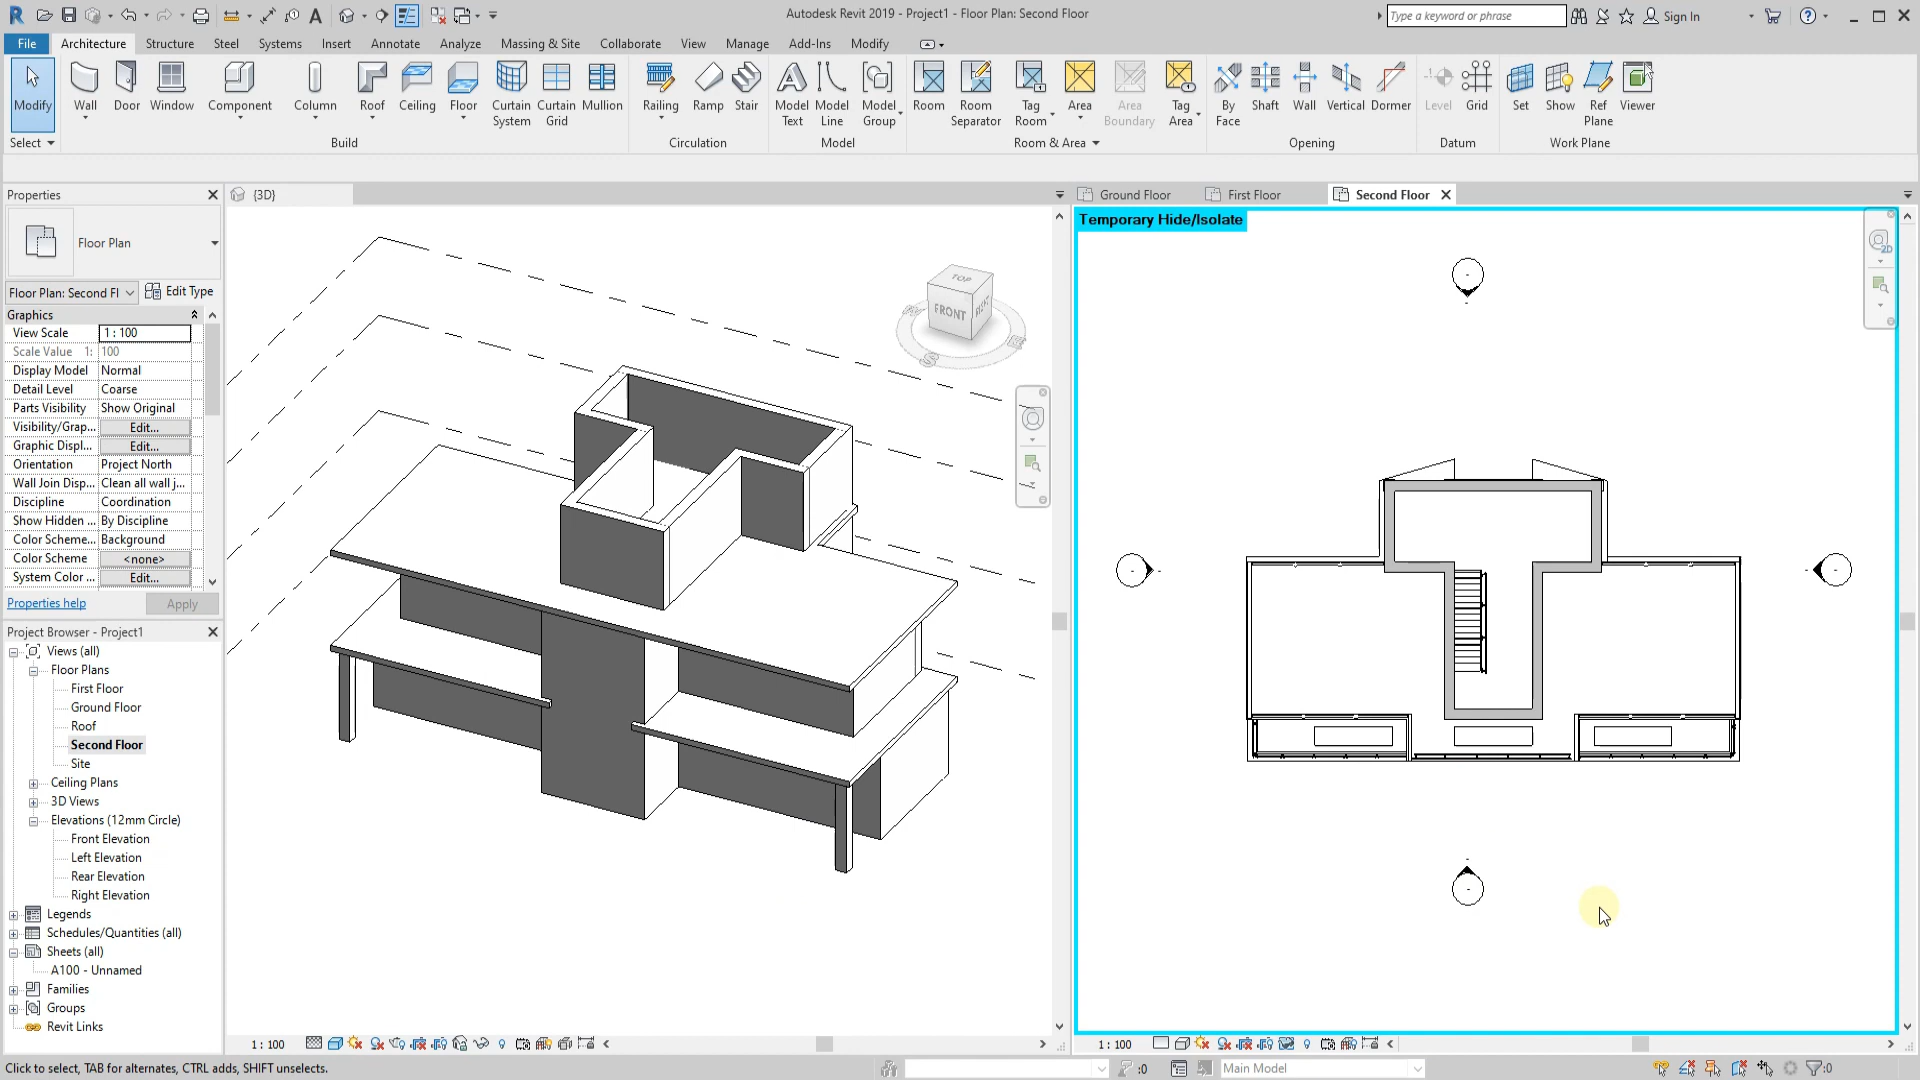 Autodesk Revit 2019 - Project1 - Floor Plan: Second Floor
Type a keyword or phrase
Sign In
File Architecture Structure Steel Systems Insert Annotate Analyze Massing & Site Collaborate View Manage Add-Ins Modify
Modify Wall Door Window Component Column Roof Ceiling Floor Curtain System Curtain Grid Mullion Railing Ramp Stair Model Text Model Line Model Group Room Room Separator Tag Room Area Area Boundary Tag Area By Face Shaft Wall Vertical Dormer Level Grid Set Show Ref Plane Viewer
Select Build Circulation Model Room & Area Opening Datum Work Plane
Properties
{3D}
Ground Floor First Floor Second Floor
Temporary Hide/Isolate
Floor Plan
Floor Plan: Second Fl Edit Type
Graphics
View Scale 1 : 100
Scale Value 1: 100
Display Model Normal
Detail Level Coarse
Parts Visibility Show Original
Visibility/Grap... Edit...
Graphic Displ... Edit...
Orientation Project North
Wall Join Disp... Clean all wall j...
Discipline Coordination
Show Hidden ... By Discipline
Color Scheme... Background
Color Scheme <none>
System Color ... Edit...
Properties help Apply
Project Browser - Project1
Views (all)
Floor Plans
First Floor
Ground Floor
Roof
Second Floor
Site
Ceiling Plans
3D Views
Elevations (12mm Circle)
Front Elevation
Left Elevation
Rear Elevation
Right Elevation
Legends
Schedules/Quantities (all)
Sheets (all)
A100 - Unnamed
Families
Groups
Revit Links
TOP
FRONT
RIGHT
S
E
2D
1 : 100
1 : 100
Click to select, TAB for alternates, CTRL adds, SHIFT unselects.
:0
Main Model
:0